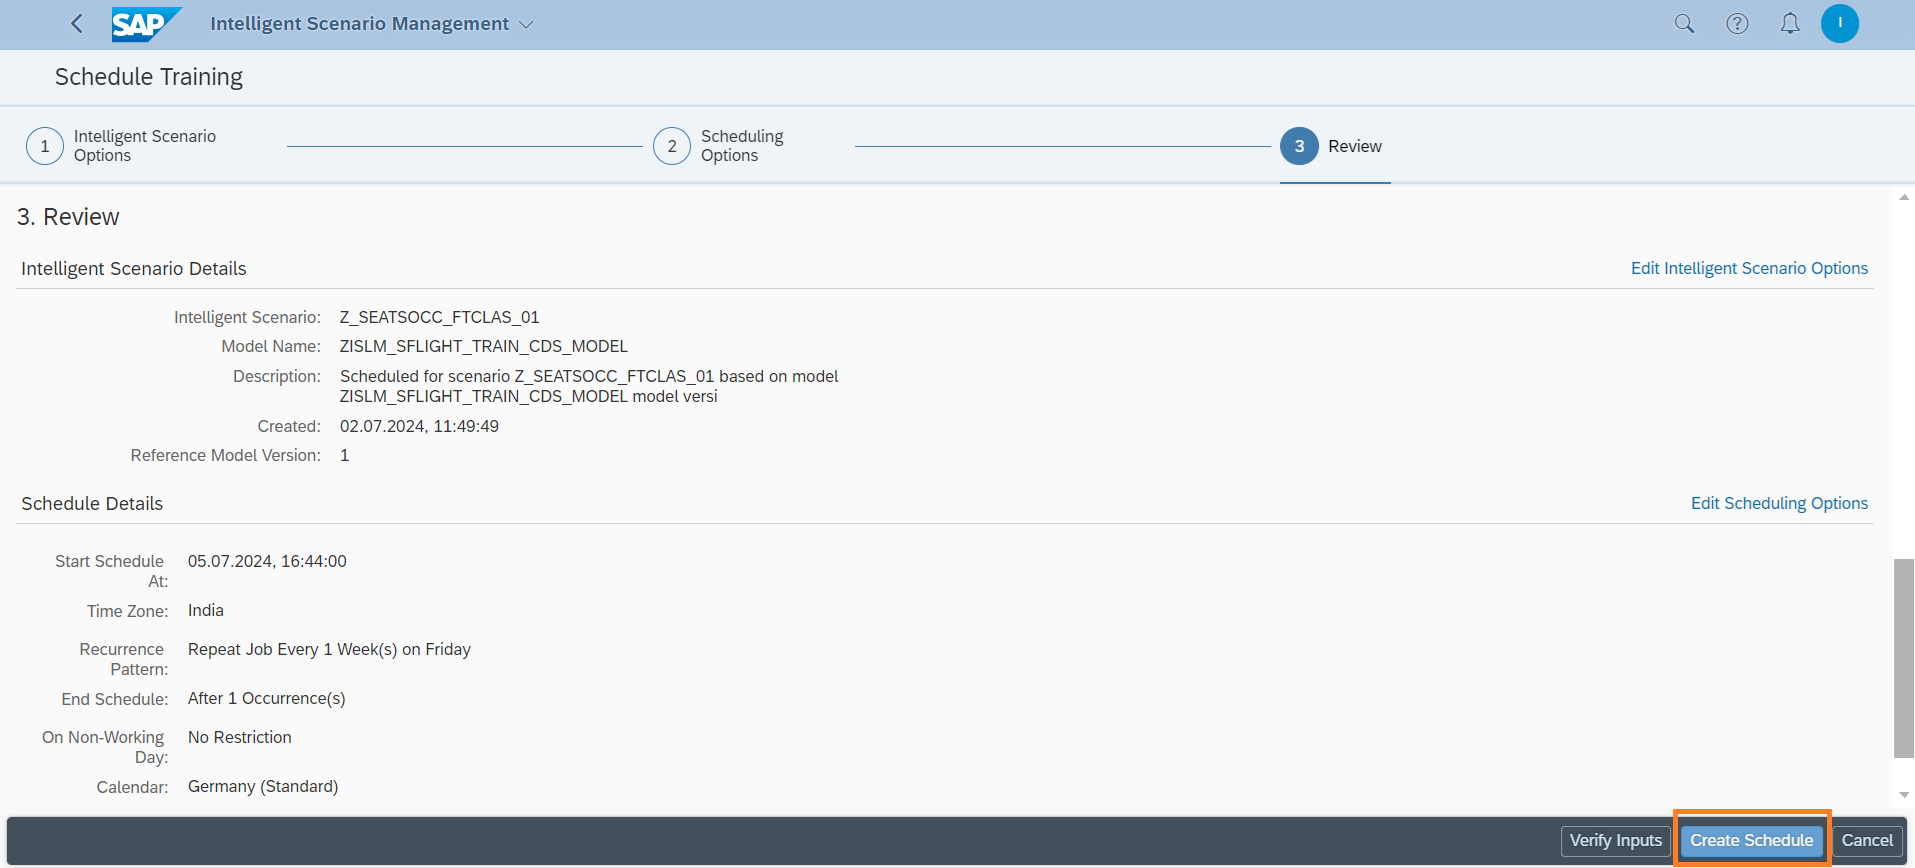 SAP Intelligent Scenario Management
I
Schedule Training
1 Intelligent Scenario Options
2 Scheduling Options
3 Review
3. Review
Intelligent Scenario Details Edit Intelligent Scenario Options
Intelligent Scenario: Z_SEATSOCC_FTCLAS_01
Model Name: ZISLM_SFLIGHT_TRAIN_CDS_MODEL
Description: Scheduled for scenario Z_SEATSOCC_FTCLAS_01 based on model
ZISLM_SFLIGHT_TRAIN_CDS_MODEL model versi
Created: 02.07.2024, 11:49:49
Reference Model Version: 1
Schedule Details Edit Scheduling Options
Start Schedule At: 05.07.2024, 16:44:00
Time Zone: India
Recurrence Pattern: Repeat Job Every 1 Week(s) on Friday
End Schedule: After 1 Occurrence(s)
On Non-Working Day: No Restriction
Calendar: Germany (Standard)
Verify Inputs Create Schedule Cancel